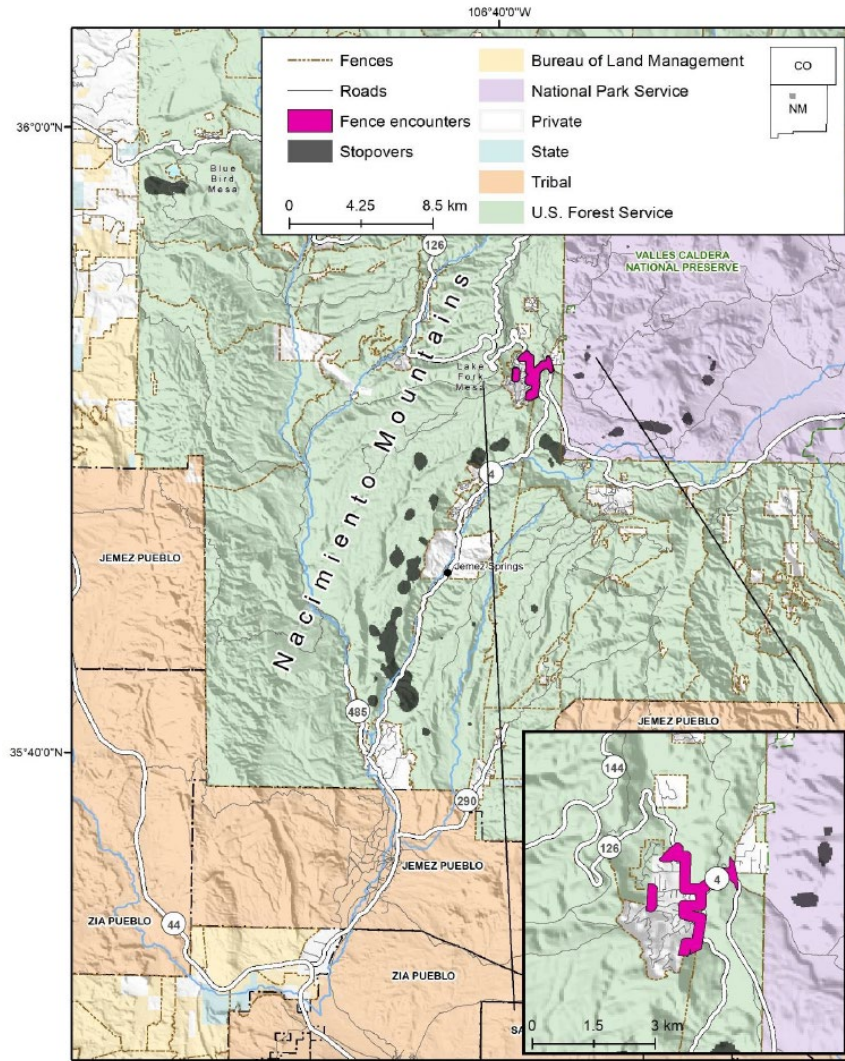 106°40'0"W
Fences
Roads
Fence encounters
Stopovers
0 4.25 8.5 km
Bureau of Land Management
National Park Service
Private
State
Tribal
U.S. Forest Service
CO
NM
36°0'0"N
Blue
Bird
Mesa
126
VALLES CALDERA
NATIONAL PRESERVE
Lake
Fork
Mesa
Nacimiento Mountains
4
JEMEZ PUEBLO
Jemez Springs
485
JEMEZ PUEBLO
35°40'0"N
144
290
126
4
JEMEZ PUEBLO
ZIA PUEBLO
44
ZIA PUEBLO
SA
0 1.5 3 km